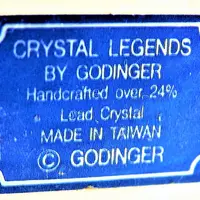 CRYSTAL LEGENDS
BY GODINGER
Handcrafted over 24%
Lead Crystal
MADE IN TAIWAN
© GODINGER